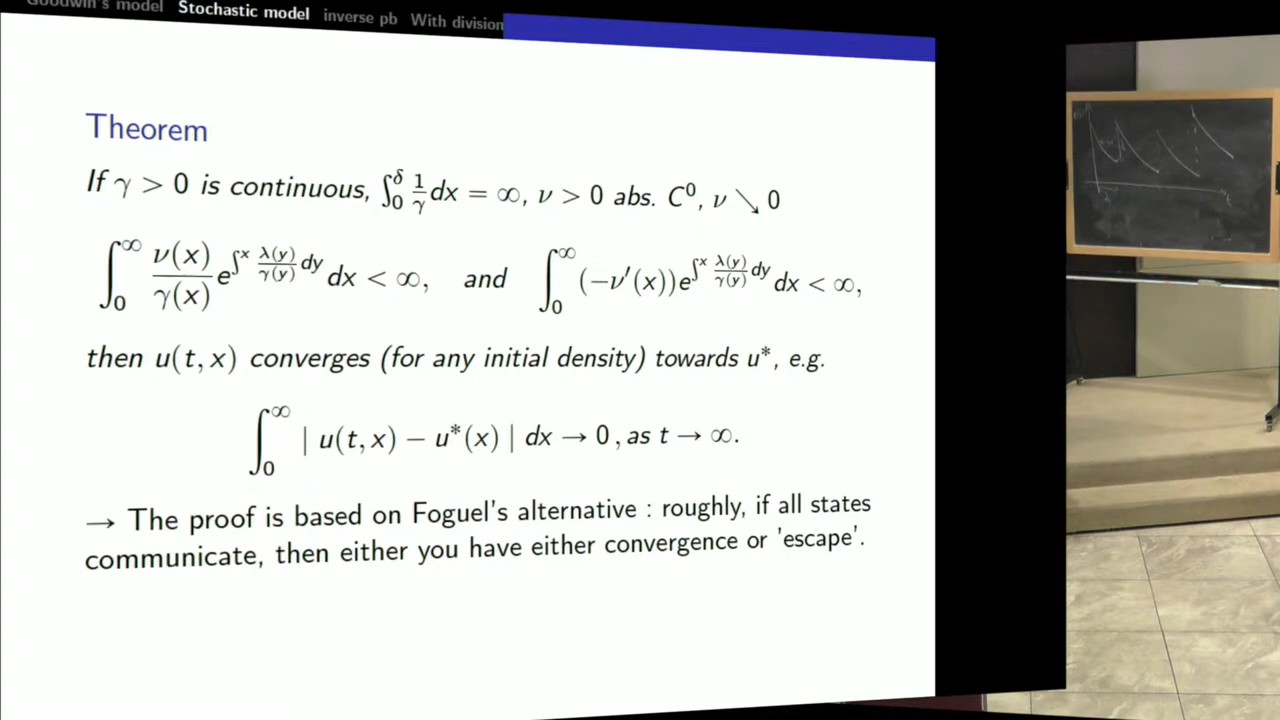 Goodwin's model Stochastic model inverse pb With division
Theorem
If γ > 0 is continuous, ∫₀^δ 1/γ dx = ∞, ν > 0 abs. C⁰, ν ↘ 0
∫₀^∞ ν(x)/γ(x) e^{∫^x λ(y)/γ(y) dy} dx < ∞, and ∫₀^∞ (−ν′(x))e^{∫^x λ(y)/γ(y) dy} dx < ∞,
then u(t, x) converges (for any initial density) towards u*, e.g.
∫₀^∞ | u(t, x) − u*(x) | dx → 0 , as t → ∞.
→ The proof is based on Foguel's alternative : roughly, if all states
communicate, then either you have either convergence or 'escape'.